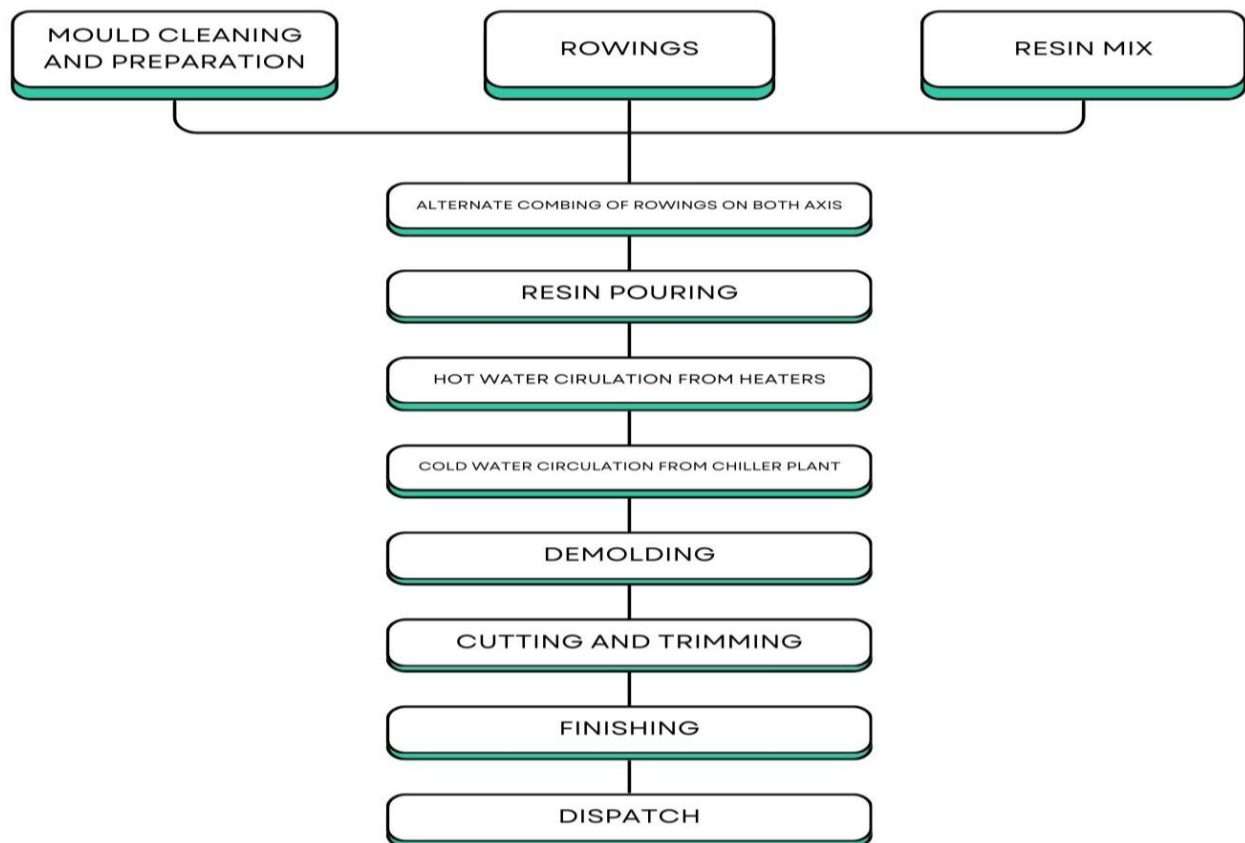 MOULD CLEANING
AND PREPARATION
ROWINGS
RESIN MIX
ALTERNATE COMBING OF ROWINGS ON BOTH AXIS
RESIN POURING
HOT WATER CIRULATION FROM HEATERS
COLD WATER CIRCULATION FROM CHILLER PLANT
DEMOLDING
CUTTING AND TRIMMING
FINISHING
DISPATCH